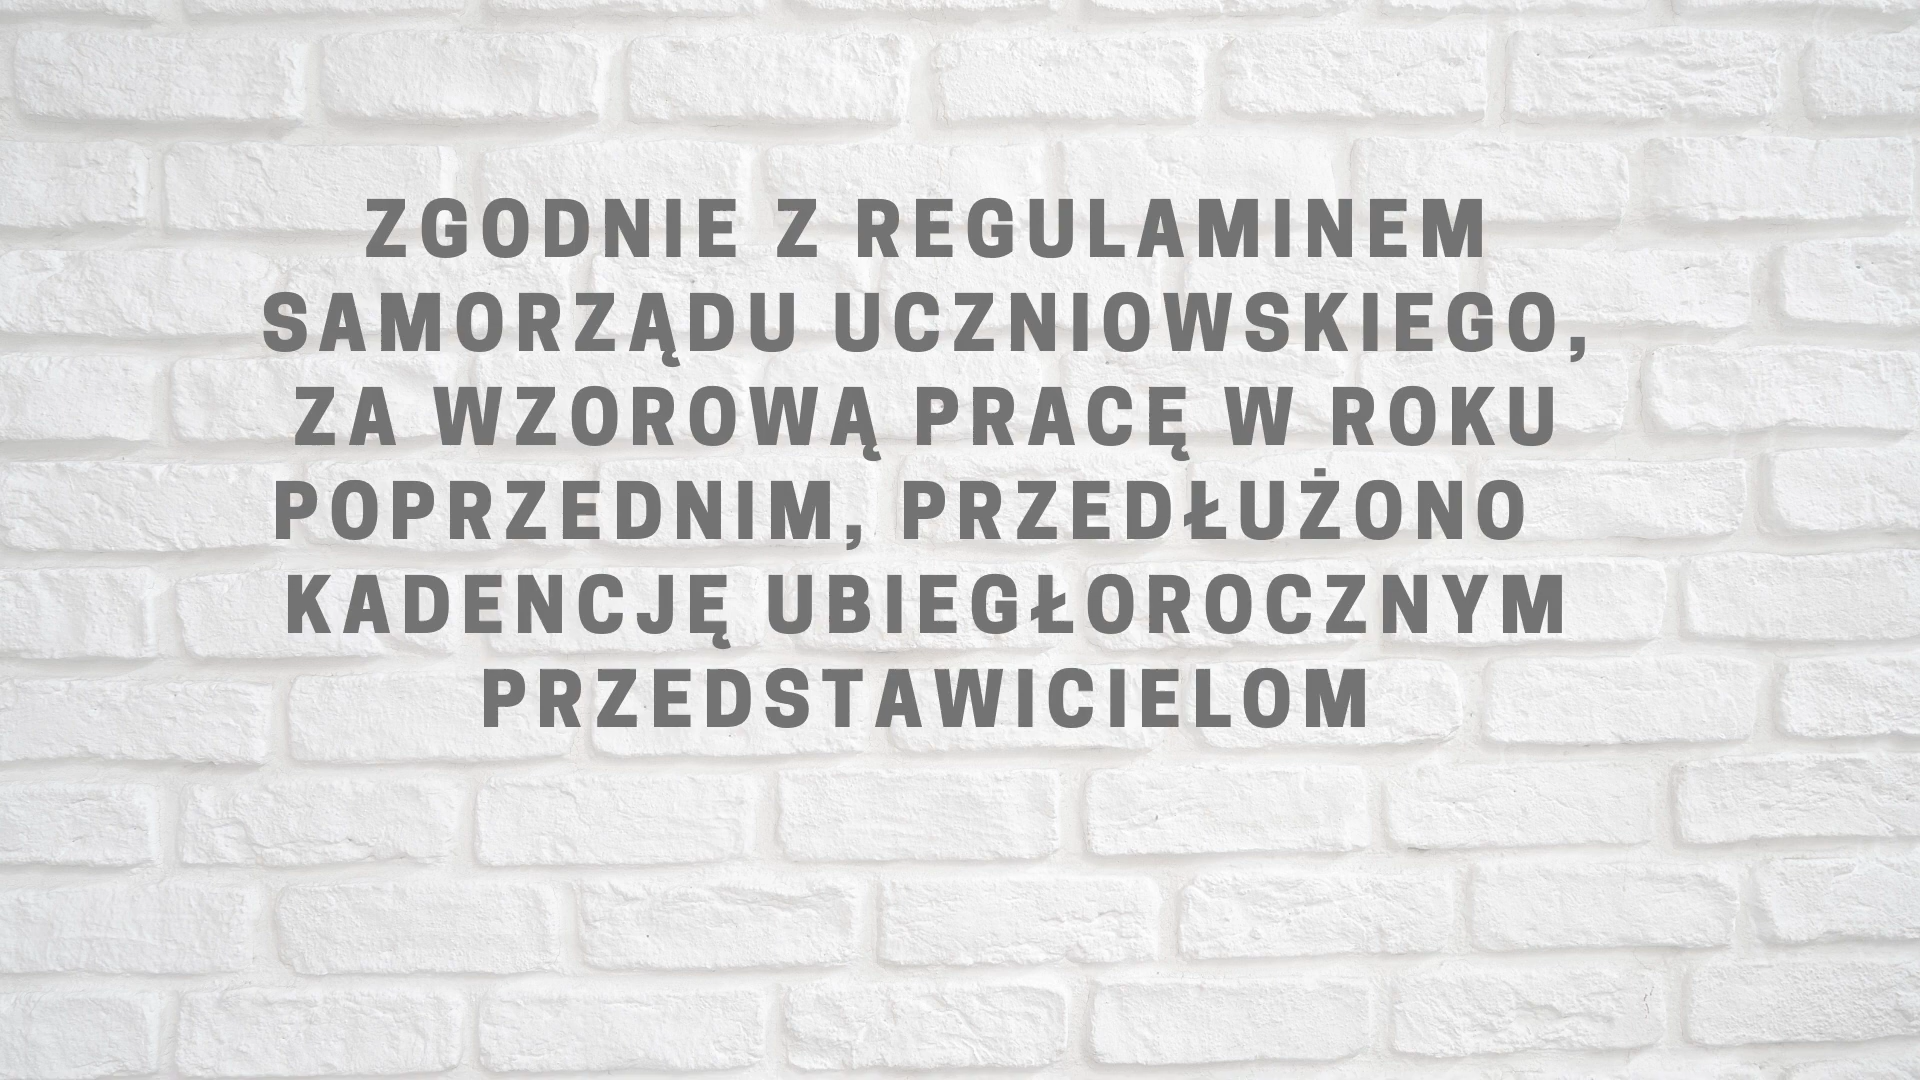 ZGODNIE Z REGULAMINEM
SAMORZĄDU UCZNIOWSKIEGO,
ZA WZOROWĄ PRACĘ W ROKU
POPRZEDNIM, PRZEDŁUŻONO
KADENCJĘ UBIEGŁOROCZNYM
PRZEDSTAWICIELOM